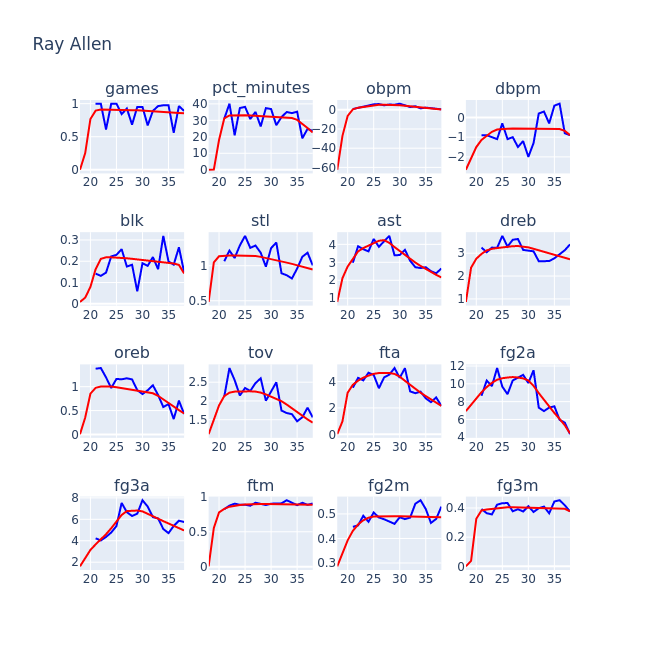 Ray Allen
games pct_minutes obpm dbpm
1 0.5 0 40 30 20 10 0 0 −20 −40 −60 0 −1 −2
20 25 30 35 20 25 30 35 20 25 30 35 20 25 30 35
blk stl ast dreb
0.3 0.2 0.1 0 1 0.5 4 3 2 1 3 2 1
20 25 30 35 20 25 30 35 20 25 30 35 20 25 30 35
oreb tov fta fg2a
1 0.5 0 2.5 2 1.5 4 2 0 12 10 8 6 4
20 25 30 35 20 25 30 35 20 25 30 35 20 25 30 35
fg3a ftm fg2m fg3m
8 6 4 2 1 0.5 0 0.5 0.4 0.3 0.4 0.2 0
20 25 30 35 20 25 30 35 20 25 30 35 20 25 30 35